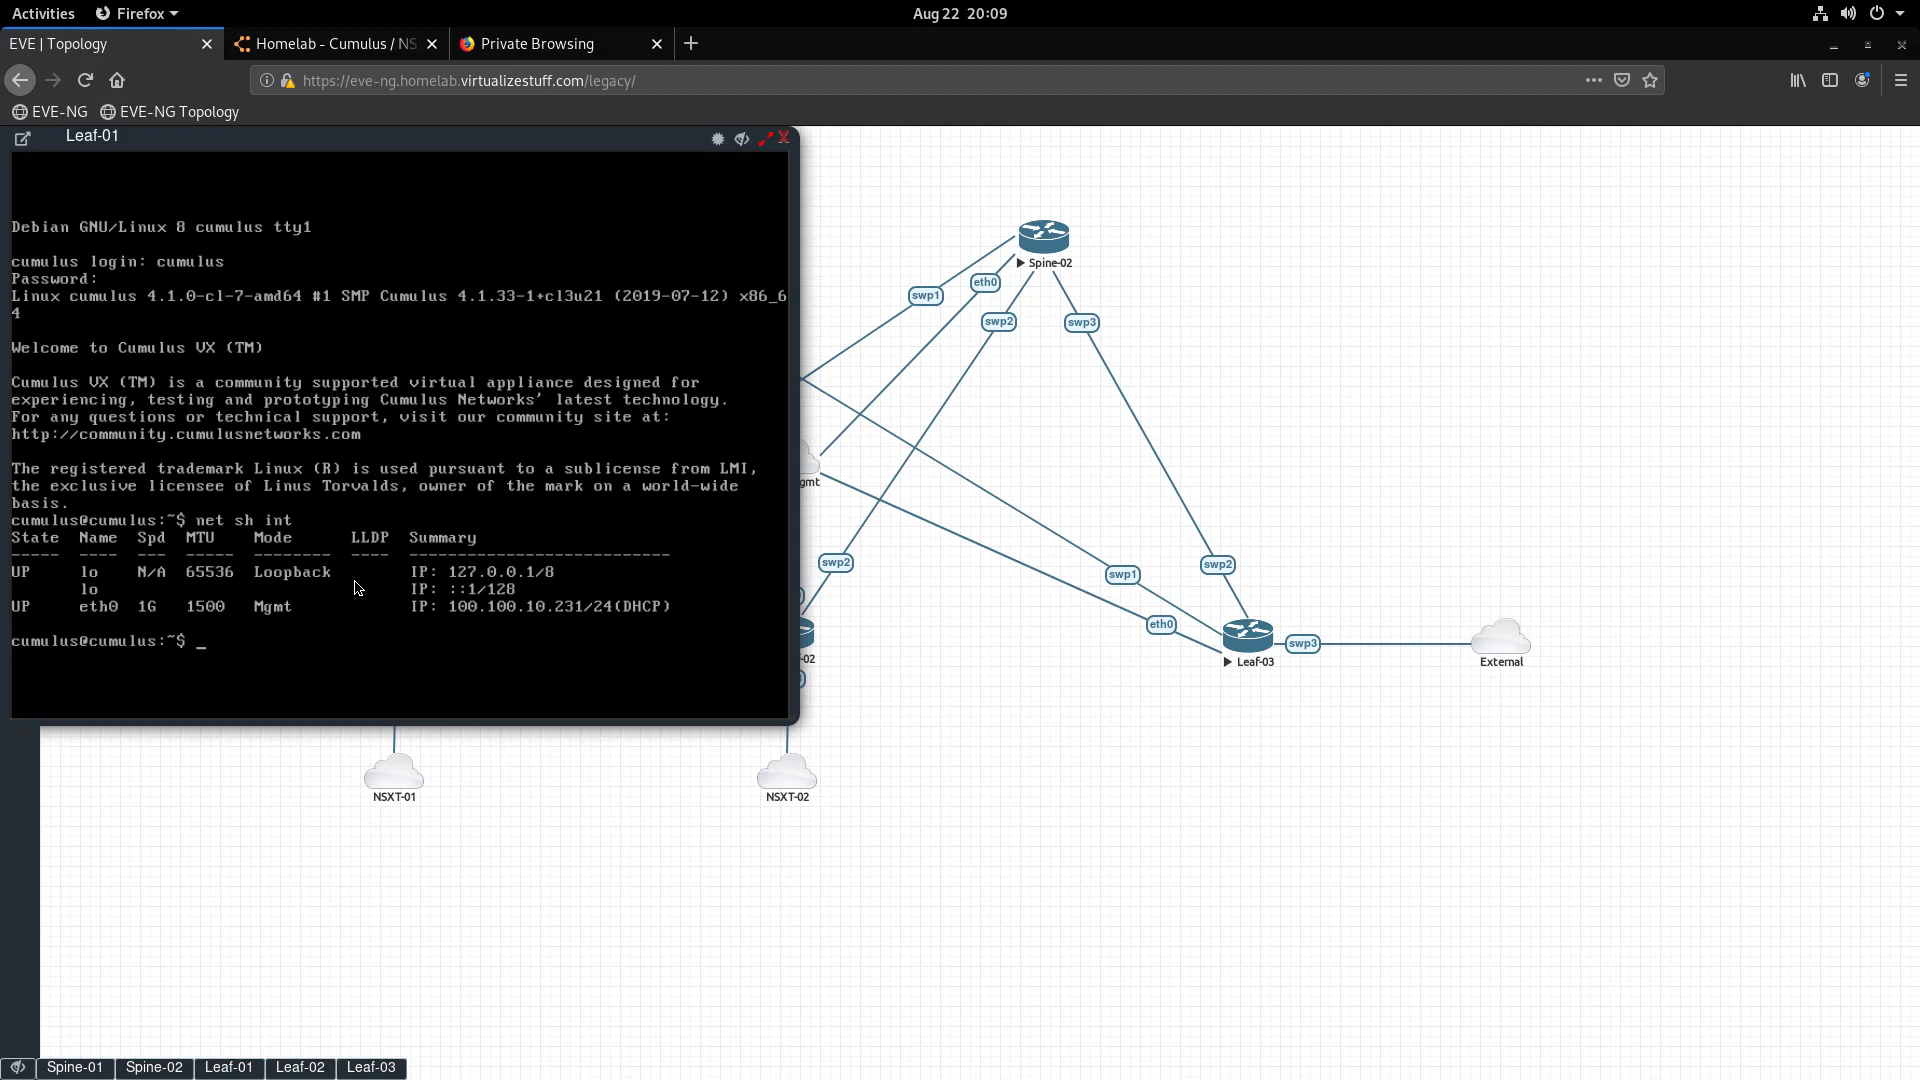 Activities Firefox Aug 22 20:09
EVE | Topology Homelab - Cumulus / NS Private Browsing
https://eve-ng.homelab.virtualizestuff.com/legacy/
EVE-NG EVE-NG Topology
Leaf-01
Debian GNU/Linux 8 cumulus tty1
cumulus login: cumulus
Password:
Linux cumulus 4.1.0-cl-7-amd64 #1 SMP Cumulus 4.1.33-1+cl3u21 (2019-07-12) x86_6
4
Welcome to Cumulus VX (TM)
Cumulus VX (TM) is a community supported virtual appliance designed for
experiencing, testing and prototyping Cumulus Networks' latest technology.
For any questions or technical support, visit our community site at:
http://community.cumulusnetworks.com
The registered trademark Linux (R) is used pursuant to a sublicense from LMI,
the exclusive licensee of Linus Torvalds, owner of the mark on a world-wide
basis.
cumulus@cumulus:~$ net sh int
State Name Spd MTU Mode LLDP Summary
----- ---- --- ----- -------- ---- ---------------------------
UP lo N/A 65536 Loopback IP: 127.0.0.1/8
lo IP: ::1/128
UP eth0 1G 1500 Mgmt IP: 100.100.10.231/24(DHCP)
cumulus@cumulus:~$ _
Spine-02
eth0
swp1
swp2
swp3
gmt
swp2
swp1
swp2
eth0
-02
Leaf-03
swp3
External
NSXT-01
NSXT-02
Spine-01 Spine-02 Leaf-01 Leaf-02 Leaf-03